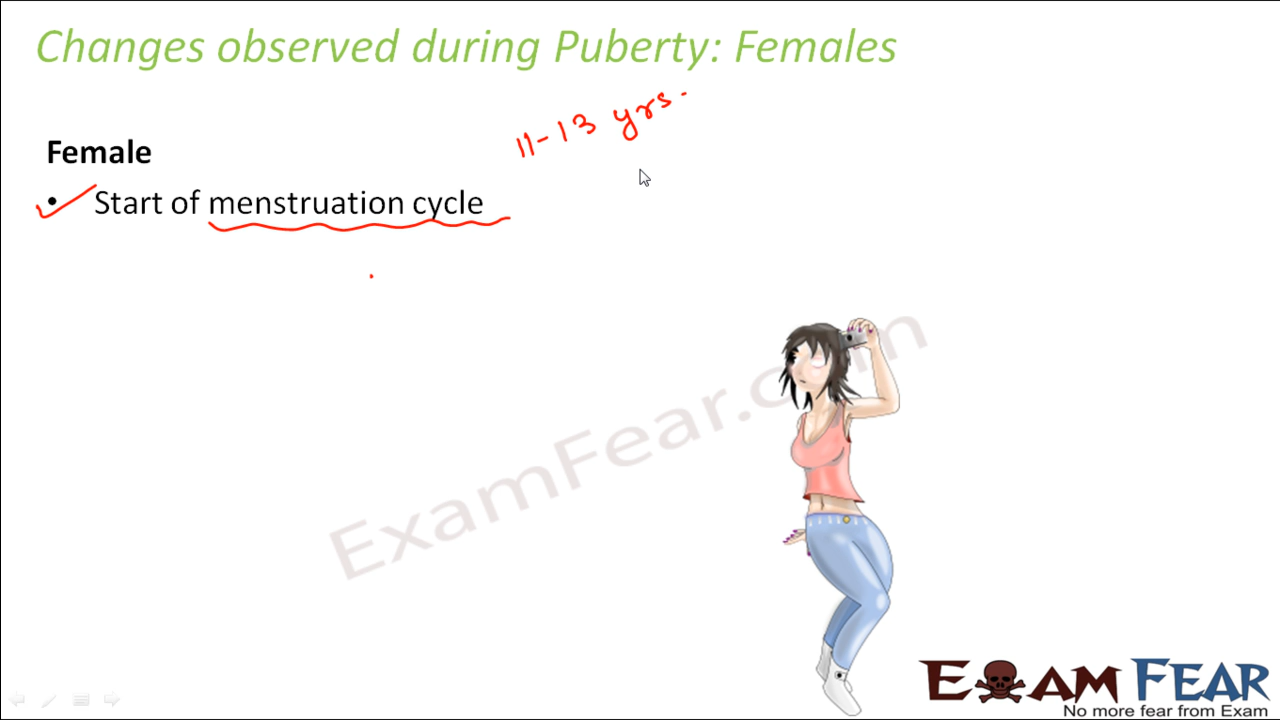 Changes observed during Puberty: Females
11-13 yrs.
Female
• Start of menstruation cycle
ExamFear.com
EXAM FEAR
No more fear from Exam